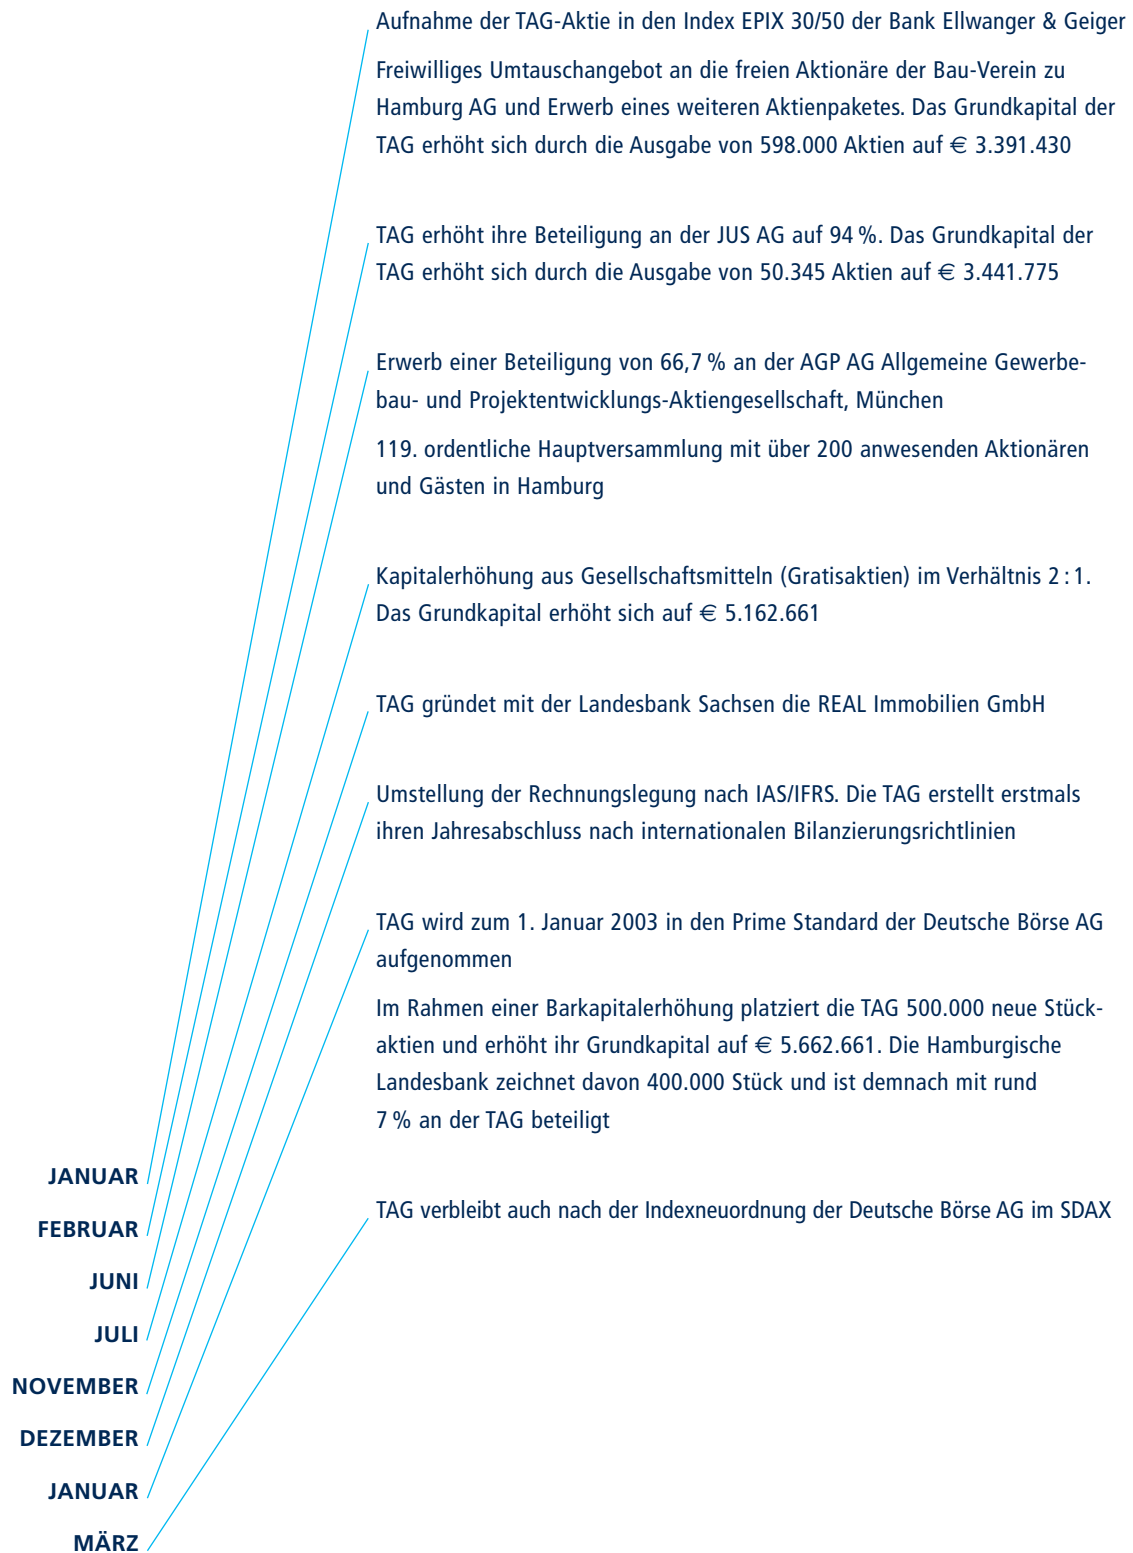 Aufnahme der TAG-Aktie in den Index EPIX 30/50 der Bank Ellwanger & Geiger
Freiwilliges Umtauschangebot an die freien Aktionäre der Bau-Verein zu
Hamburg AG und Erwerb eines weiteren Aktienpaketes. Das Grundkapital der
TAG erhöht sich durch die Ausgabe von 598.000 Aktien auf € 3.391.430
TAG erhöht ihre Beteiligung an der JUS AG auf 94 %. Das Grundkapital der
TAG erhöht sich durch die Ausgabe von 50.345 Aktien auf € 3.441.775
Erwerb einer Beteiligung von 66,7 % an der AGP AG Allgemeine Gewerbe-
bau- und Projektentwicklungs-Aktiengesellschaft, München
119. ordentliche Hauptversammlung mit über 200 anwesenden Aktionären
und Gästen in Hamburg
Kapitalerhöhung aus Gesellschaftsmitteln (Gratisaktien) im Verhältnis 2 : 1.
Das Grundkapital erhöht sich auf € 5.162.661
TAG gründet mit der Landesbank Sachsen die REAL Immobilien GmbH
Umstellung der Rechnungslegung nach IAS/IFRS. Die TAG erstellt erstmals
ihren Jahresabschluss nach internationalen Bilanzierungsrichtlinien
TAG wird zum 1. Januar 2003 in den Prime Standard der Deutsche Börse AG
aufgenommen
Im Rahmen einer Barkapitalerhöhung platziert die TAG 500.000 neue Stück-
aktien und erhöht ihr Grundkapital auf € 5.662.661. Die Hamburgische
Landesbank zeichnet davon 400.000 Stück und ist demnach mit rund
7 % an der TAG beteiligt
TAG verbleibt auch nach der Indexneuordnung der Deutsche Börse AG im SDAX
JANUAR
FEBRUAR
JUNI
JULI
NOVEMBER
DEZEMBER
JANUAR
MÄRZ